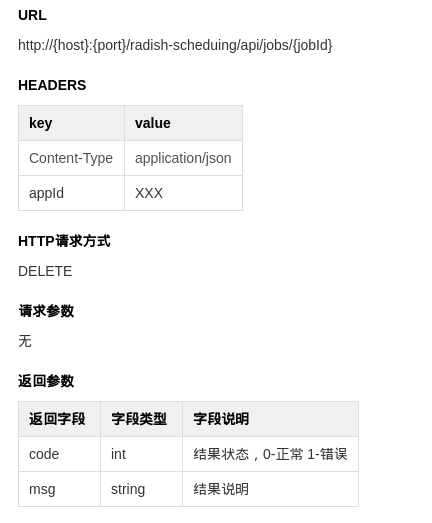 URL
http://{host}:{port}/radish-scheduing/api/jobs/{jobId}
HEADERS
key value
Content-Type application/json
appId XXX
HTTP请求方式
DELETE
请求参数
无
返回参数
返回字段 字段类型 字段说明
code int 结果状态，0-正常 1-错误
msg string 结果说明